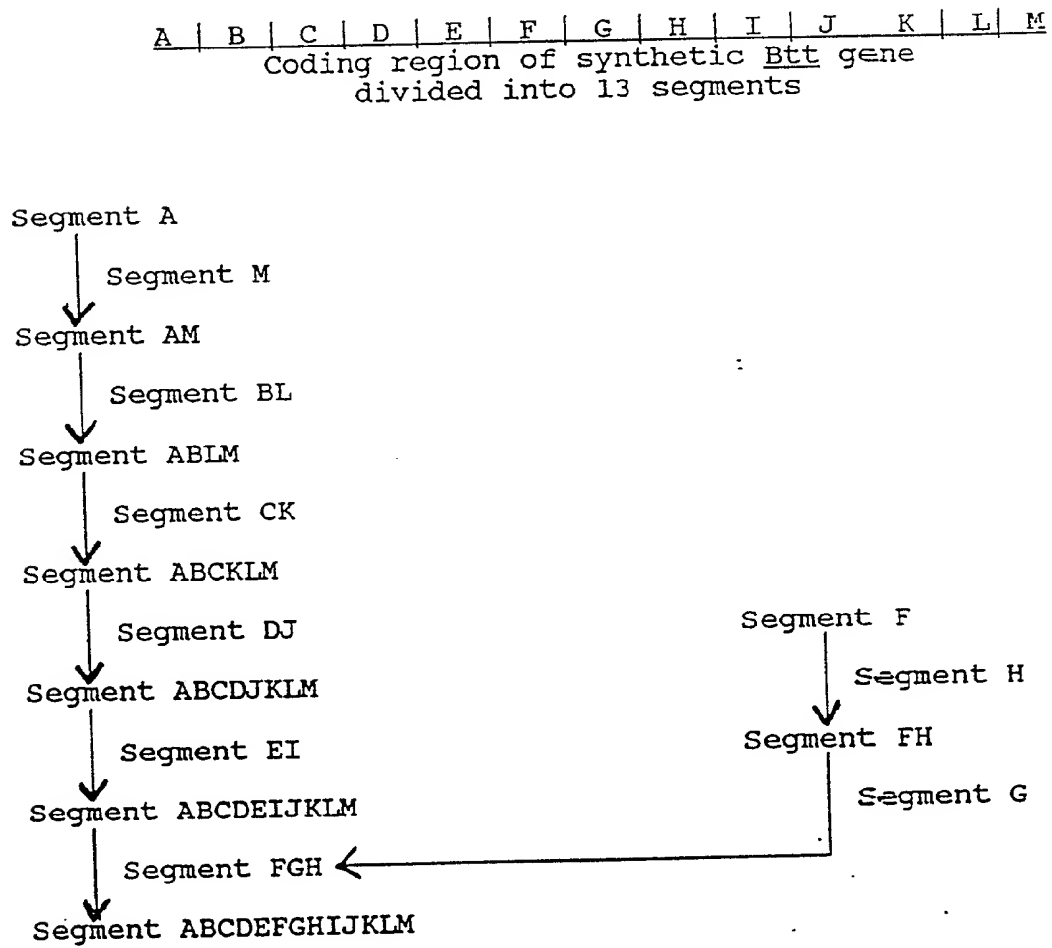 A | B | C | D | E | F | G | H | I | J K | L | M
Coding region of synthetic Btt gene
divided into 13 segments
Segment A
Segment M
Segment AM
Segment BL
Segment ABLM
Segment CK
Segment ABCKLM
Segment DJ
Segment ABCDJKLM
Segment EI
Segment ABCDEIJKLM
Segment F
Segment H
Segment FH
Segment G
Segment FGH
Segment ABCDEFGHIJKLM